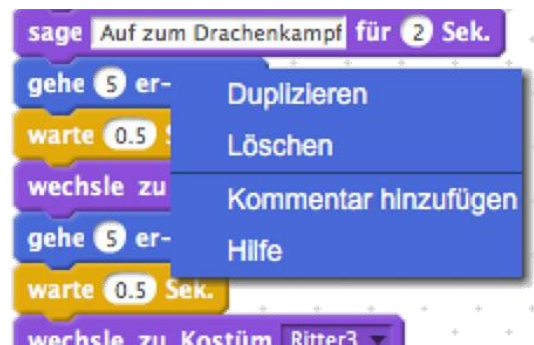 sage Auf zum Drachenkampf für 2 Sek.
gehe 5 er-
Duplizieren
warte 0.5 S
Löschen
wechsle zu
Kommentar hinzufügen
gehe 5 er-
Hilfe
warte 0.5 Sek.
wechsle zu Kostüm Ritter3